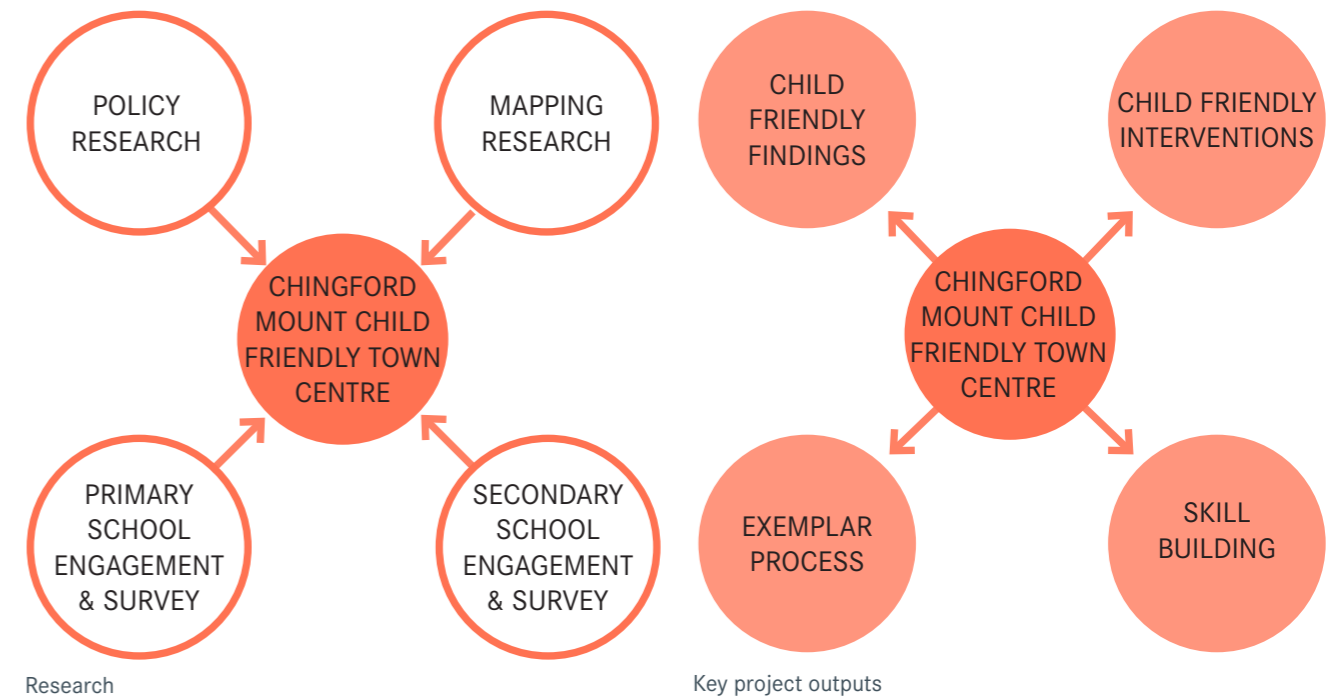 POLICY
RESEARCH
MAPPING
RESEARCH
CHINGFORD
MOUNT CHILD
FRIENDLY TOWN
CENTRE
PRIMARY
SCHOOL
ENGAGEMENT
& SURVEY
SECONDARY
SCHOOL
ENGAGEMENT
& SURVEY
Research
CHILD
FRIENDLY
FINDINGS
CHILD FRIENDLY
INTERVENTIONS
CHINGFORD
MOUNT CHILD
FRIENDLY TOWN
CENTRE
EXEMPLAR
PROCESS
SKILL
BUILDING
Key project outputs